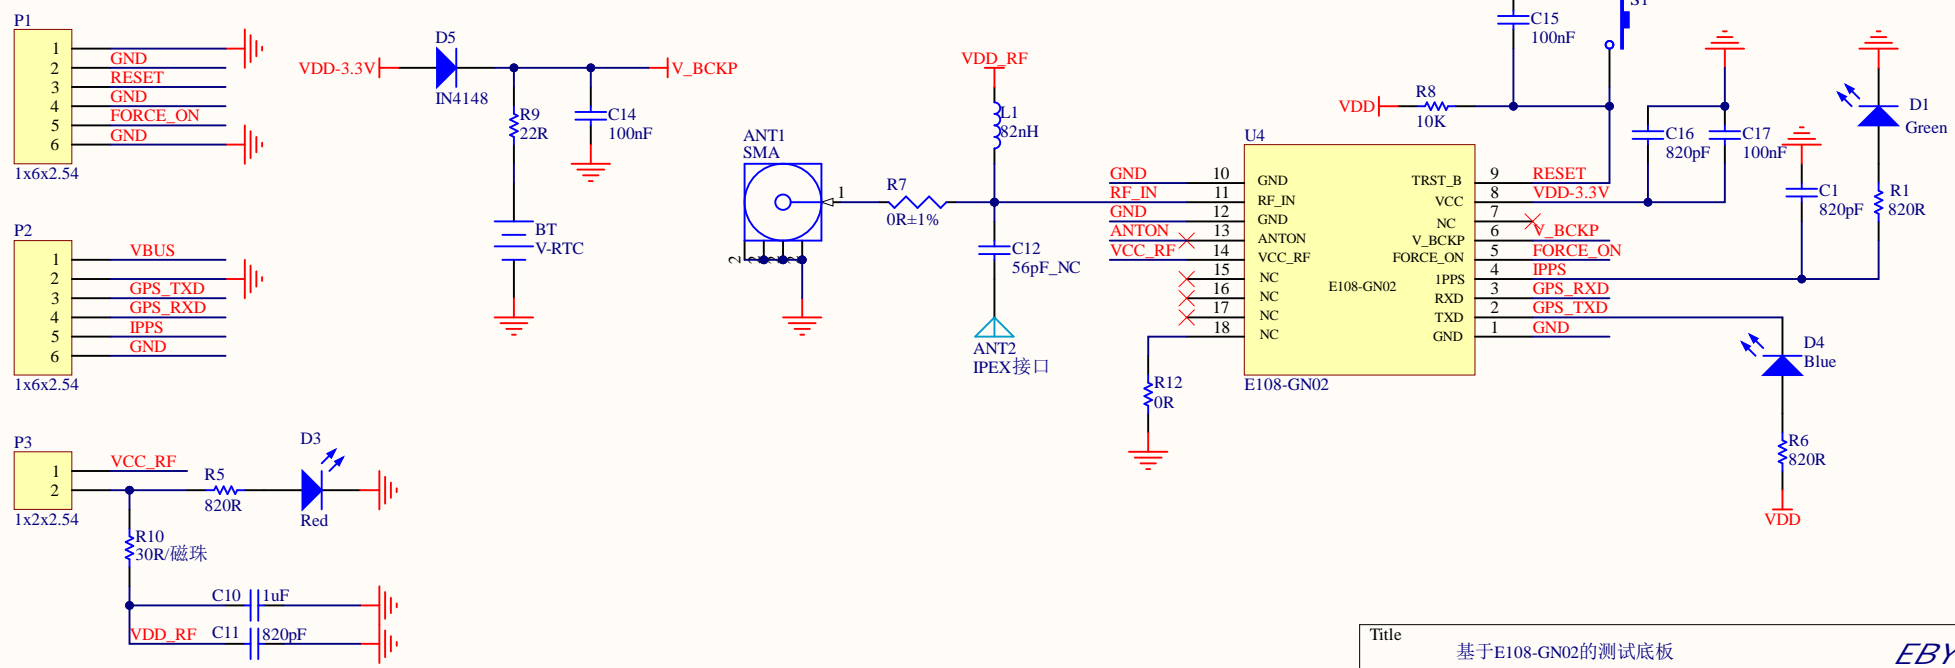 P1
1
2
3
4
5
6
GND
RESET
GND
FORCE_ON
GND
1x6x2.54
P2
1
2
3
4
5
6
VBUS
GPS_TXD
GPS_RXD
IPPS
GND
1x6x2.54
P3
1
2
VCC_RF
1x2x2.54
R5
820R
D3
Red
R10
30R/磁珠
C10
1uF
VDD_RF
C11
820pF
VDD-3.3V
D5
IN4148
V_BCKP
R9
22R
C14
100nF
BT
V-RTC
ANT1
SMA
1
2
R7
0R±1%
VDD_RF
L1
82nH
C12
56pF_NC
ANT2
IPEX接口
GND
RF_IN
GND
ANTON
VCC_RF
10
11
12
13
14
15
16
17
18
R12
0R
U4
GND
RF_IN
GND
ANTON
VCC_RF
NC
NC
NC
NC
E108-GN02
TRST_B
VCC
NC
V_BCKP
FORCE_ON
1PPS
RXD
TXD
GND
E108-GN02
9
8
7
6
5
4
3
2
1
RESET
VDD-3.3V
V_BCKP
FORCE_ON
IPPS
GPS_RXD
GPS_TXD
GND
VDD
R8
10K
C15
100nF
S1
C16
820pF
C17
100nF
C1
820pF
D1
Green
R1
820R
D4
Blue
R6
820R
VDD
Title
基于E108-GN02的测试底板
EBY